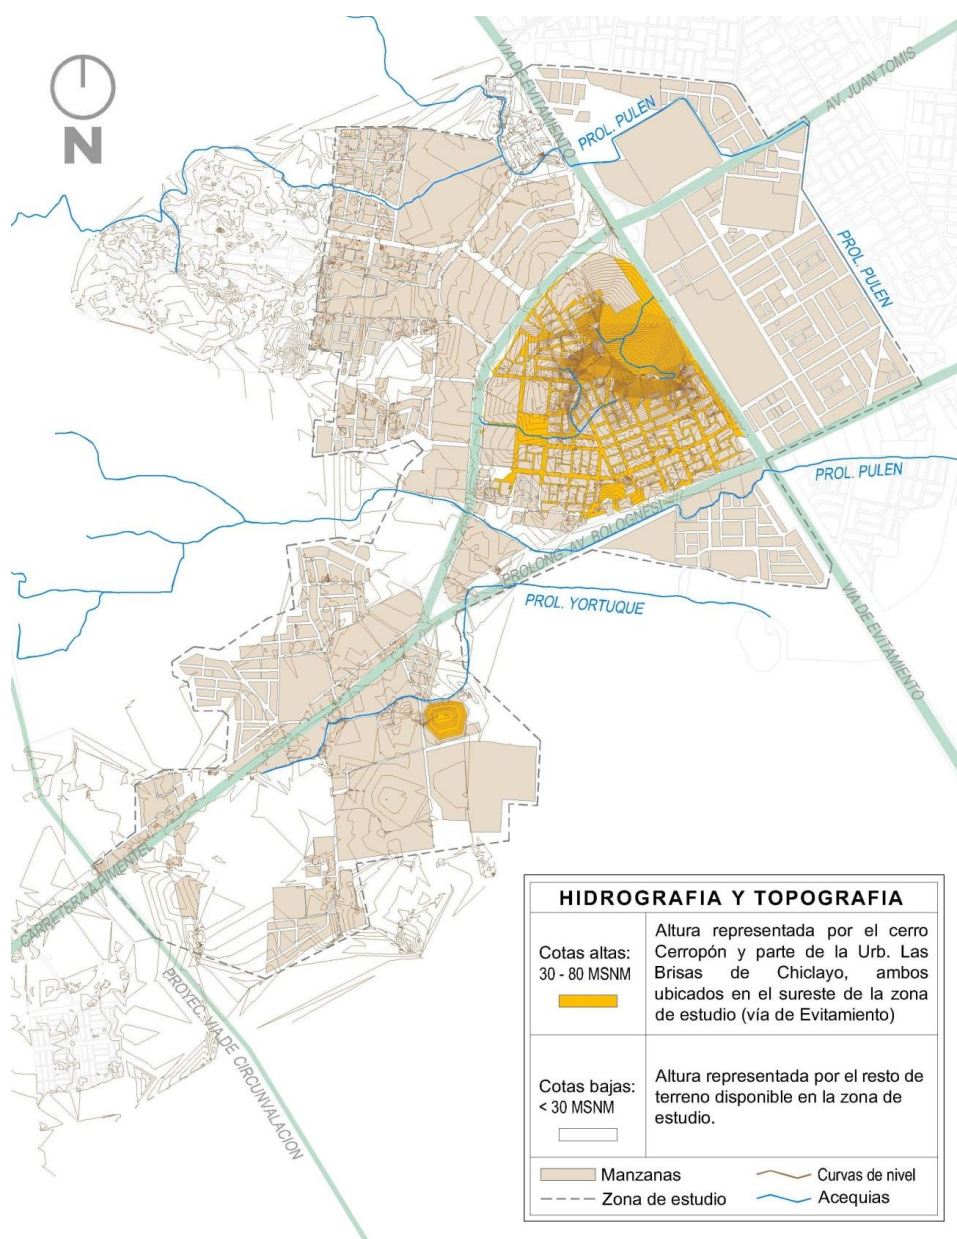 N
VIA DE EVITAMIENTO
AV. JUAN TOMIS
PROL. PULEN
PROL. PULEN
PROL. PULEN
PROLONG. AV. BOLOGNESI
PROL. YORTUQUE
VIA DE EVITAMIENTO
CARRETERA A PIMENTEL
PROYEC. VIA DE CIRCUNVALACION
HIDROGRAFIA Y TOPOGRAFIA
Cotas altas:
30 - 80 MSNM
Altura representada por el cerro
Cerropón y parte de la Urb. Las
Brisas de Chiclayo, ambos
ubicados en el sureste de la zona
de estudio (vía de Evitamiento)
Cotas bajas:
< 30 MSNM
Altura representada por el resto de
terreno disponible en la zona de
estudio.
Manzanas
Curvas de nivel
Zona de estudio
Acequias